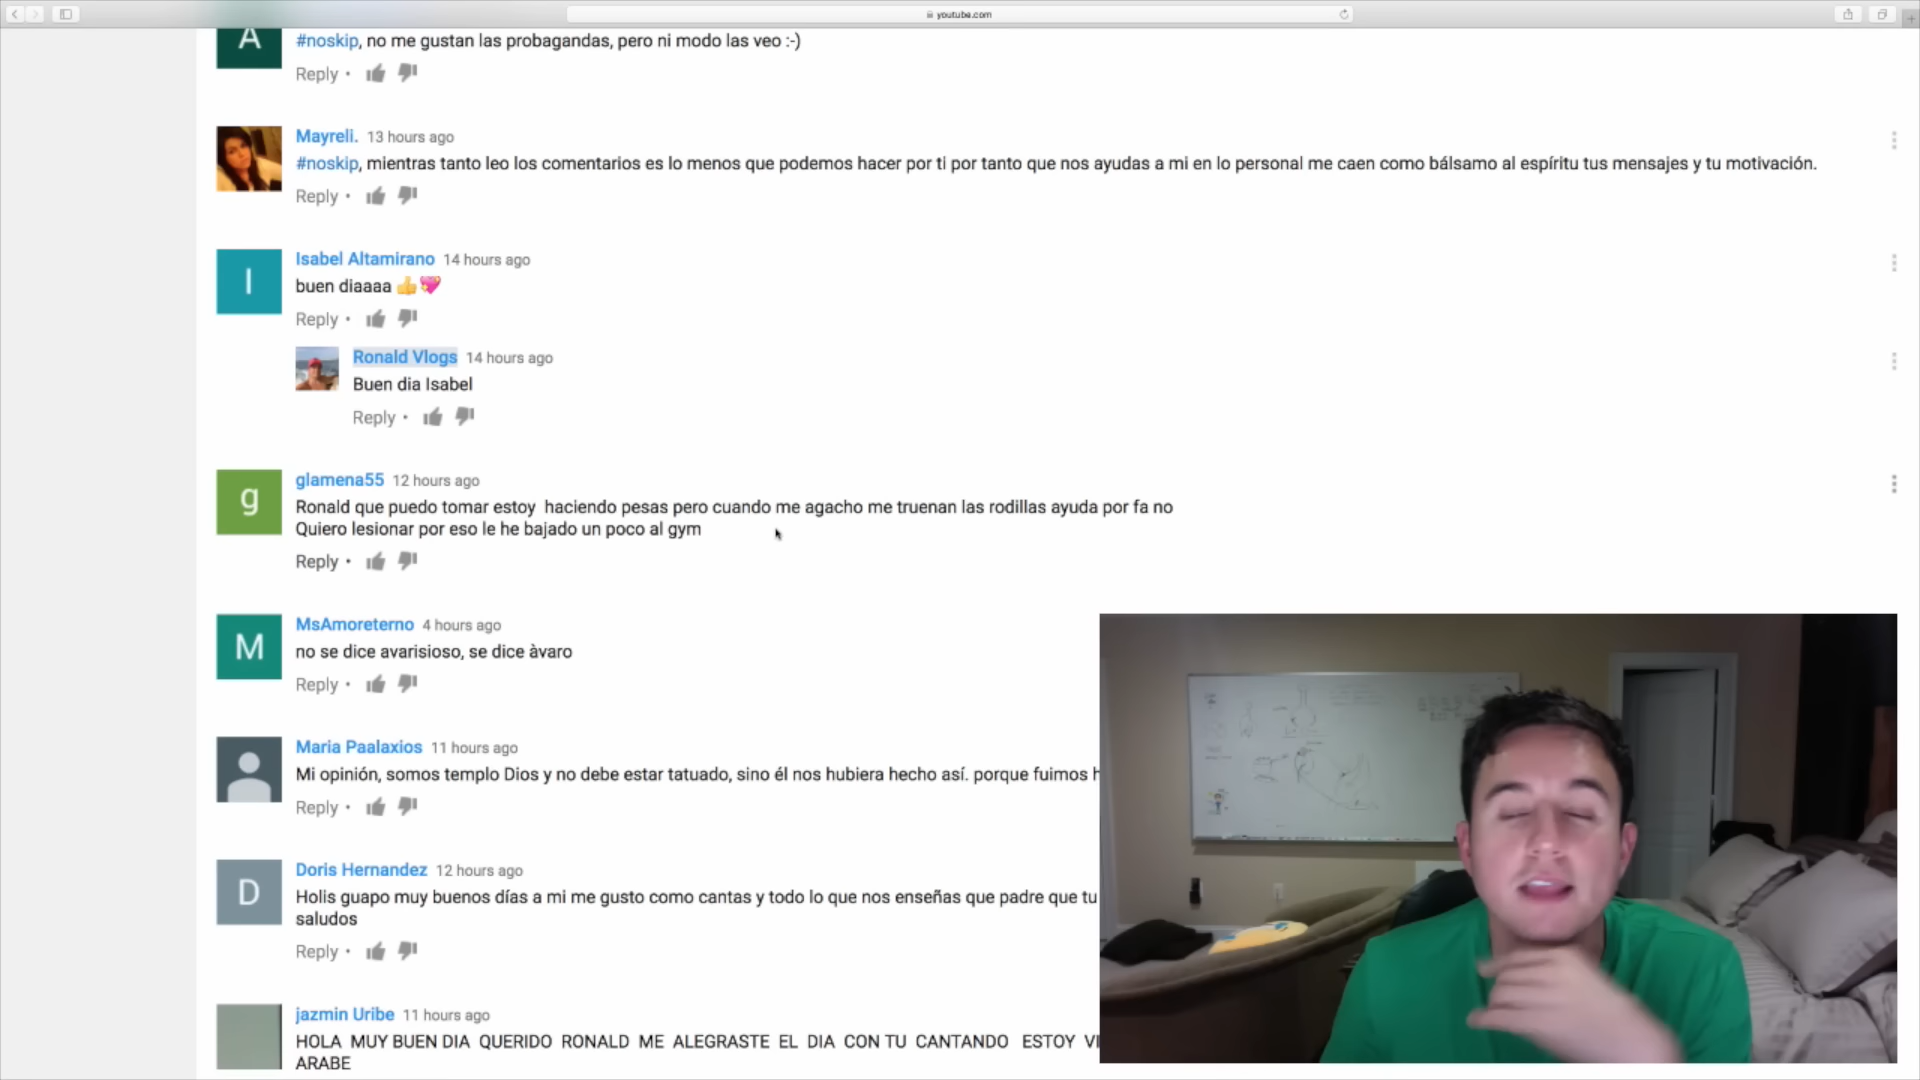 youtube.com
A
#noskip, no me gustan las probagandas, pero ni modo las veo :-)
Reply •
Mayreli. 13 hours ago
#noskip, mientras tanto leo los comentarios es lo menos que podemos hacer por ti por tanto que nos ayudas a mi en lo personal me caen como bálsamo al espíritu tus mensajes y tu motivación.
Reply •
I
Isabel Altamirano 14 hours ago
buen diaaaa 👍💖
Reply •
Ronald Vlogs 14 hours ago
Buen dia Isabel
Reply •
g
glamena55 12 hours ago
Ronald que puedo tomar estoy haciendo pesas pero cuando me agacho me truenan las rodillas ayuda por fa no
Quiero lesionar por eso le he bajado un poco al gym
Reply •
M
MsAmoreterno 4 hours ago
no se dice avarisioso, se dice àvaro
Reply •
Maria Paalaxios 11 hours ago
Mi opinión, somos templo Dios y no debe estar tatuado, sino él nos hubiera hecho así. porque fuimos h
Reply •
D
Doris Hernandez 12 hours ago
Holis guapo muy buenos días a mi me gusto como cantas y todo lo que nos enseñas que padre que tu
saludos
Reply •
jazmin Uribe 11 hours ago
HOLA MUY BUEN DIA QUERIDO RONALD ME ALEGRASTE EL DIA CON TU CANTANDO ESTOY VI
ARABE